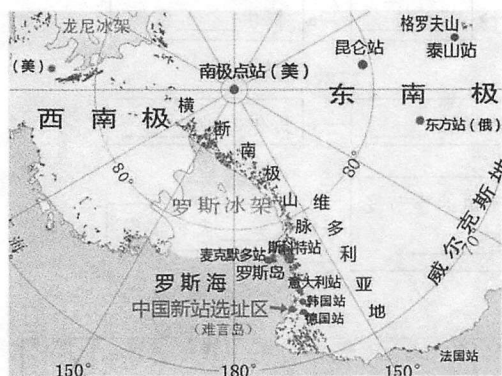 龙尼冰架
格罗夫山
昆仑站
泰山站
（美）
南极点站（美）
东南极
西南极
横断南极山脉
东方站（俄）
80°
80°
罗斯冰架
维多利亚地
威尔克斯地
70°
斯科特站
麦克默多站
罗斯岛
罗斯海
意大利站
中国新站选址区
（难言岛）
韩国站
德国站
法国站
150°
180°
150°